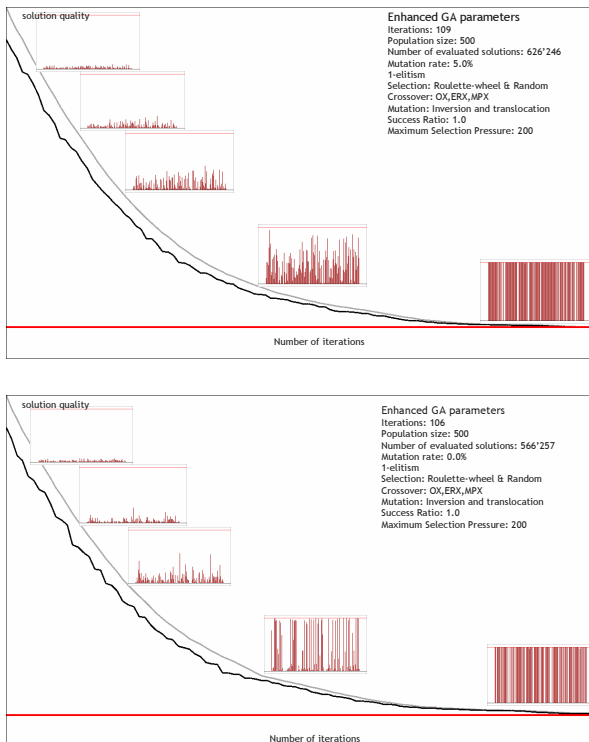 solution quality
Enhanced GA parameters
Iterations: 109
Population size: 500
Number of evaluated solutions: 626'246
Mutation rate: 5.0%
1-elitism
Selection: Roulette-wheel & Random
Crossover: OX,ERX,MPX
Mutation: Inversion and translocation
Success Ratio: 1.0
Maximum Selection Pressure: 200
Number of iterations
solution quality
Enhanced GA parameters
Iterations: 106
Population size: 500
Number of evaluated solutions: 566'257
Mutation rate: 0.0%
1-elitism
Selection: Roulette-wheel & Random
Crossover: OX,ERX,MPX
Mutation: Inversion and translocation
Success Ratio: 1.0
Maximum Selection Pressure: 200
Number of iterations